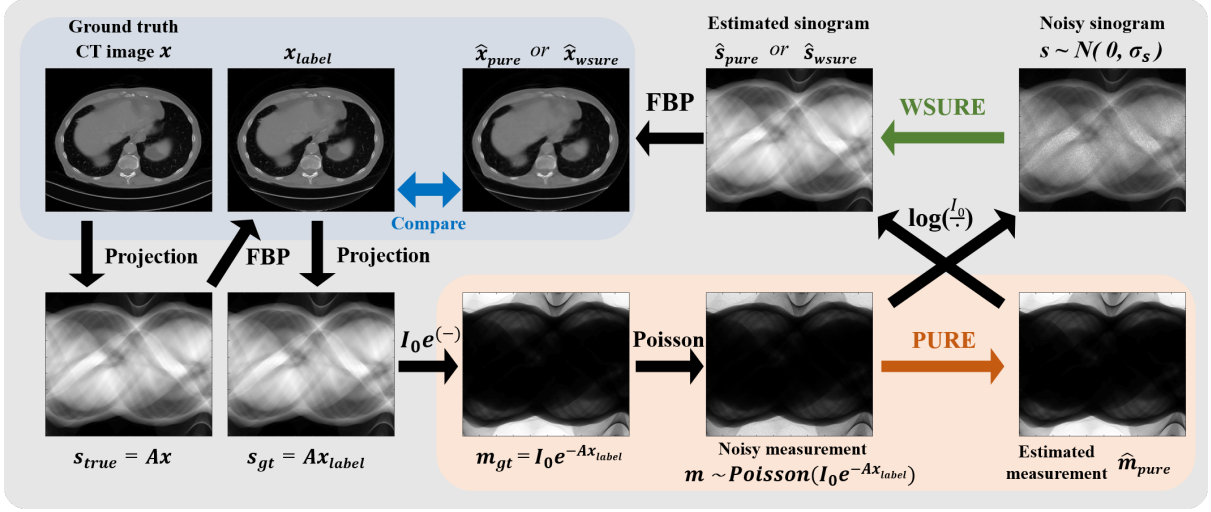 Ground truth
CT image x
x_label
x̂_pure or x̂_wsure
Estimated sinogram
ŝ_pure or ŝ_wsure
Noisy sinogram
s ~ N( 0, σ_s )
FBP
WSURE
Compare
log(I_0/·)
Projection
FBP
Projection
I_0e^(−)
Poisson
PURE
s_true = Ax
s_gt = Ax_label
m_gt = I_0e^{−Ax_label}
Noisy measurement
m ~Poisson(I_0e^{−Ax_label})
Estimated
measurement m̂_pure